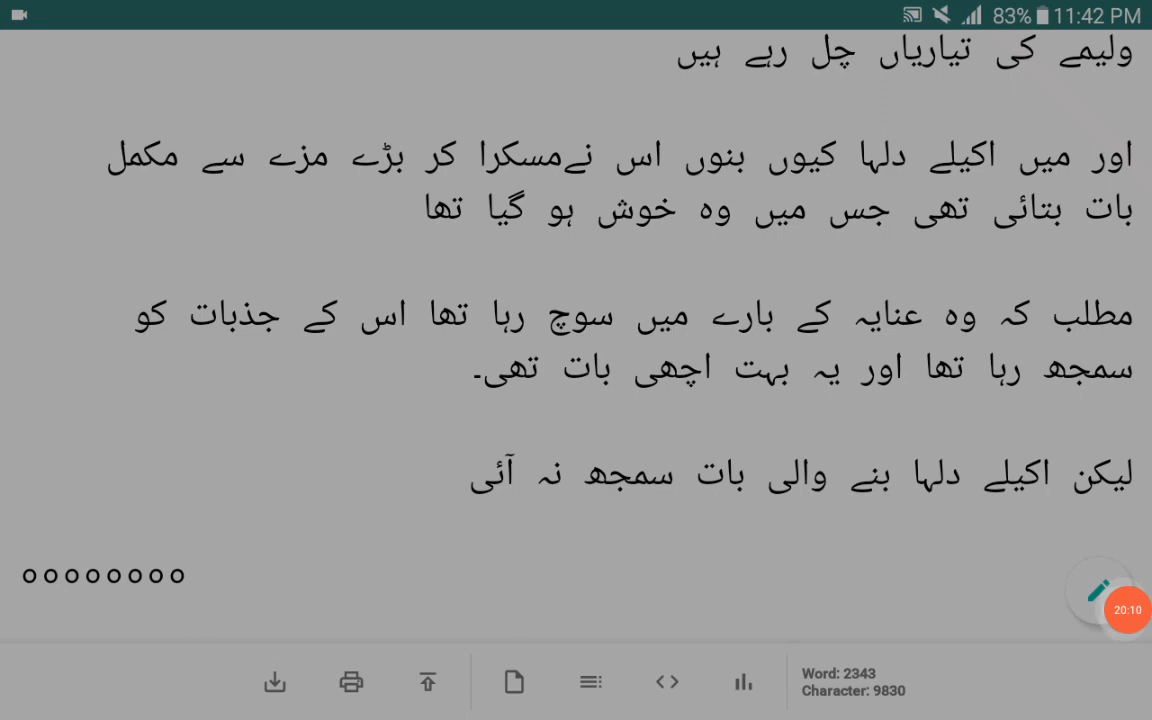 83% 11:42 PM
ولیمے کی تیاریاں چل رہے ہیں
اور میں اکیلے دلہا کیوں بنوں اس نےمسکرا کر بڑے مزے سے مکمل
بات بتائی تھی جس میں وہ خوش ہو گیا تھا
مطلب کہ وہ عنایہ کے بارے میں سوچ رہا تھا اس کے جذبات کو
سمجھ رہا تھا اور یہ بہت اچھی بات تھی۔
لیکن اکیلے دلہا بنے والی بات سمجھ نہ آئی
oooooooo
20:10
Word: 2343
Character: 9830